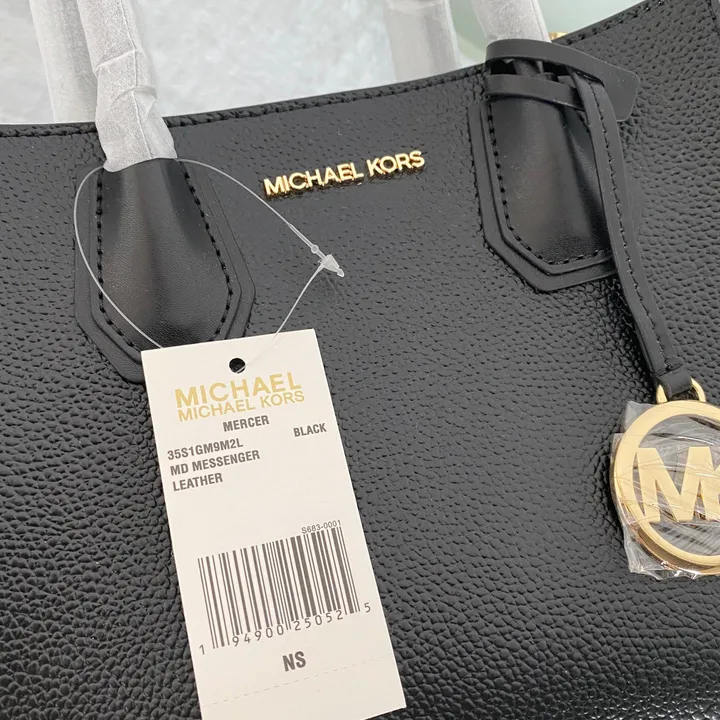 MICHAEL KORS
MICHAEL
MICHAEL KORS
MERCER
35S1GM9M2L BLACK
MD MESSENGER
LEATHER
S683-0001
1 94900 25052 5
NS
M